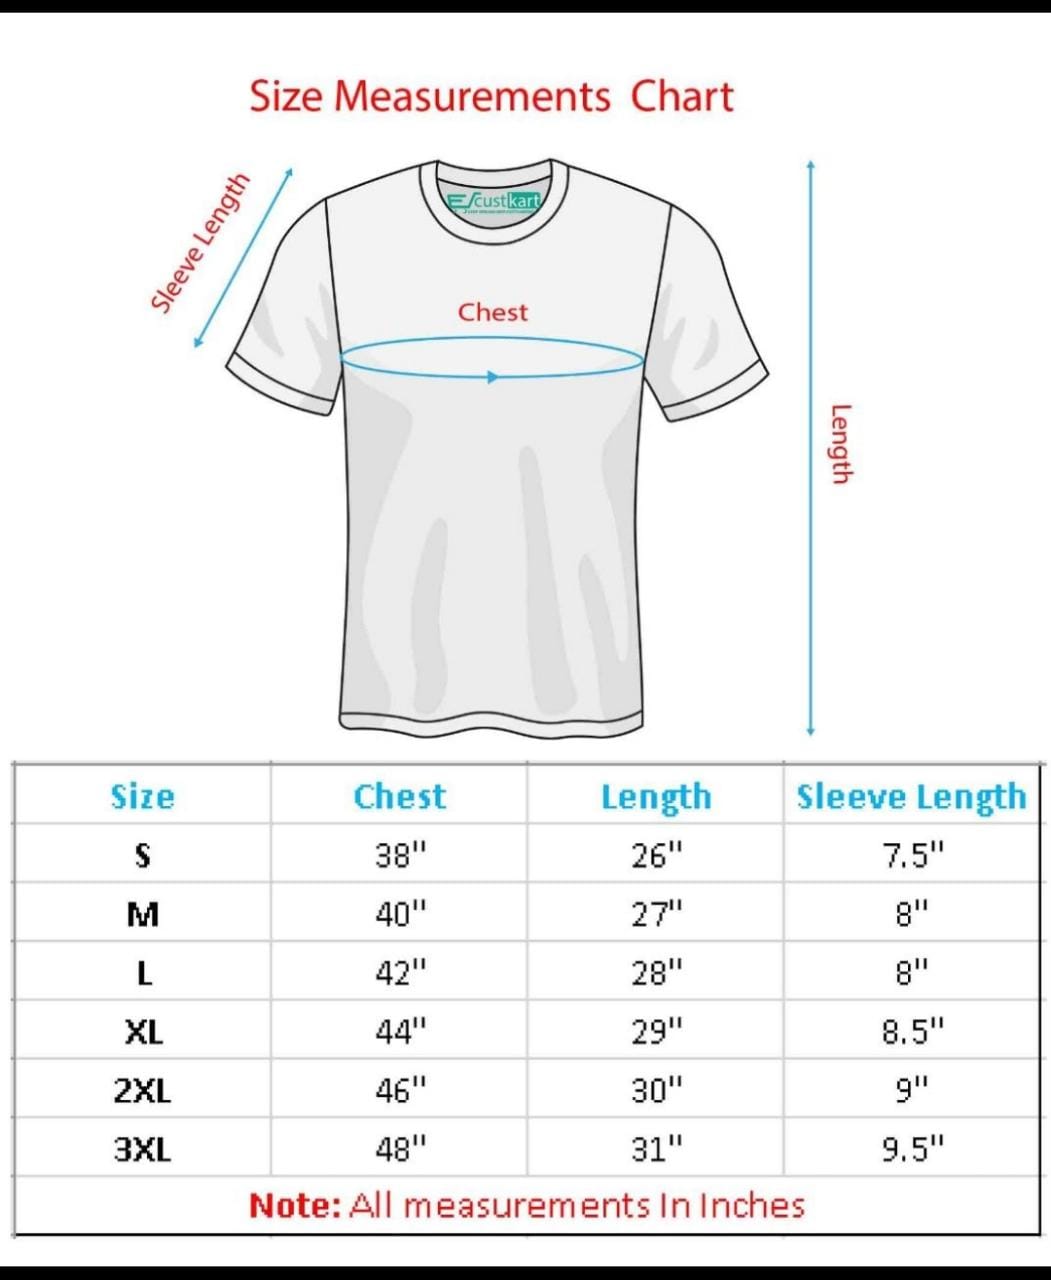 Size Measurements Chart
Sleeve Length
custkart
Chest
Length
Size Chest Length Sleeve Length
S 38" 26" 7.5"
M 40" 27" 8"
L 42" 28" 8"
XL 44" 29" 8.5"
2XL 46" 30" 9"
3XL 48" 31" 9.5"
Note: All measurements In Inches